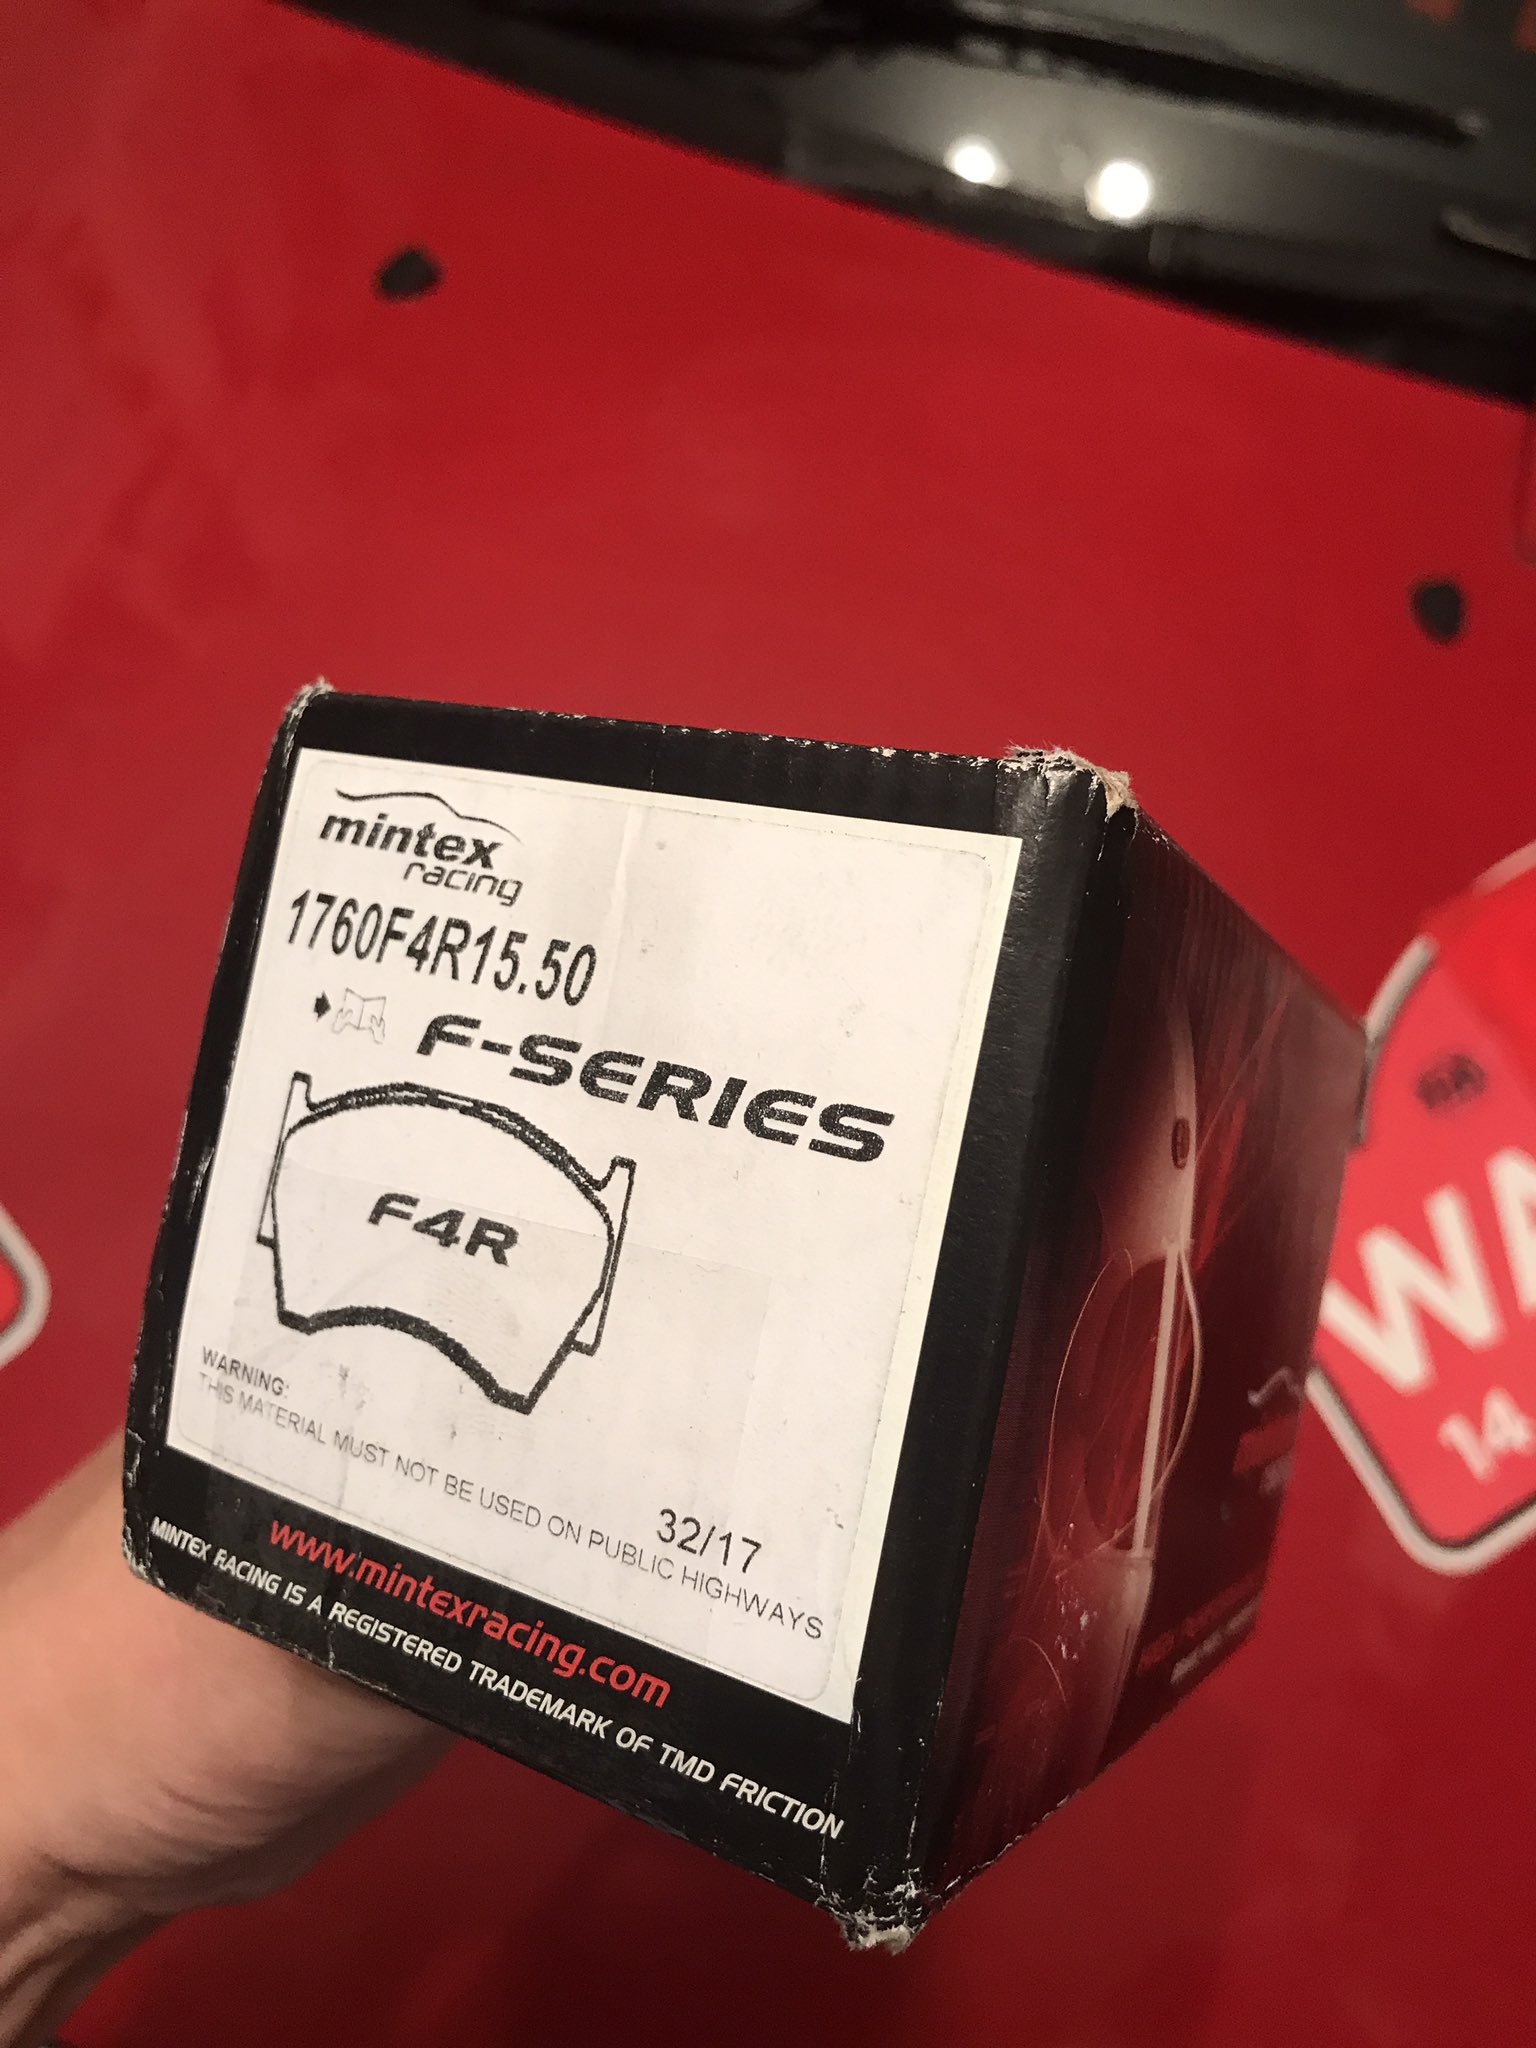 mintex
racing
1760F4R15.50
F-SERIES
F4R
WARNING:
THIS MATERIAL MUST NOT BE USED ON PUBLIC HIGHWAYS
32/17
www.mintexracing.com
MINTEX RACING IS A REGISTERED TRADEMARK OF TMD FRICTION
WA
14